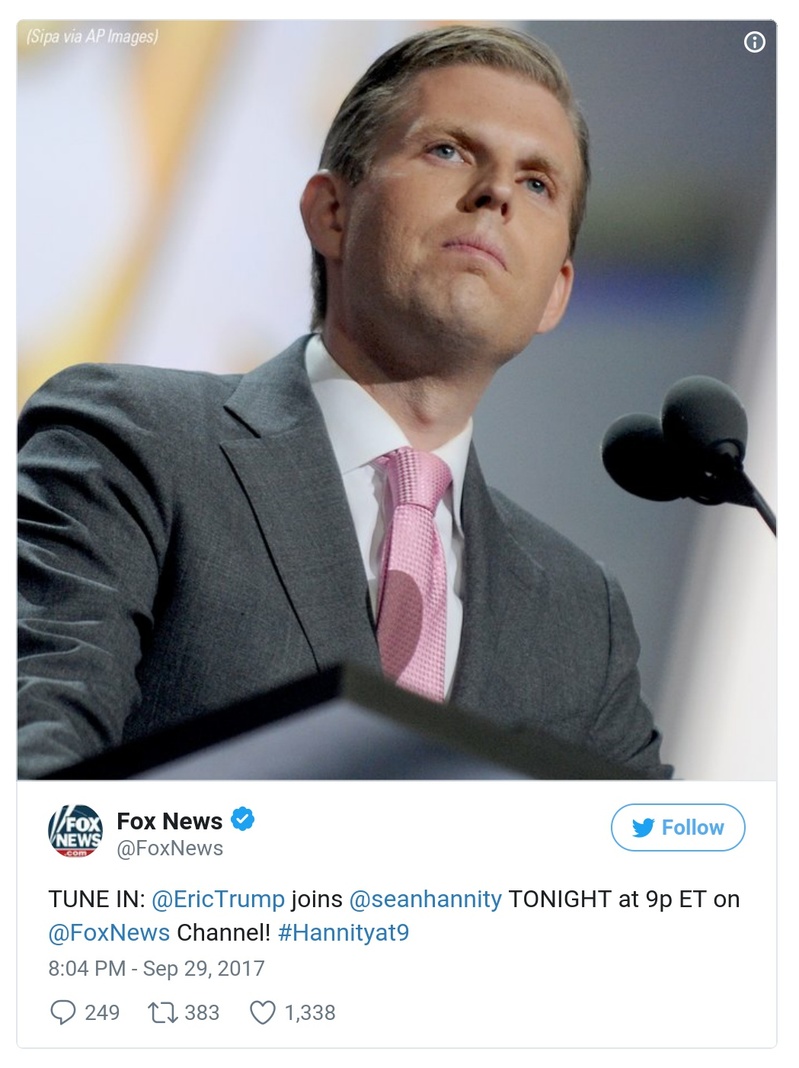 (Sipa via AP Images)
FOX
NEWS
.com
Fox News
@FoxNews
Follow
TUNE IN: @EricTrump joins @seanhannity TONIGHT at 9p ET on
@FoxNews Channel! #Hannityat9
8:04 PM - Sep 29, 2017
249 383 1,338